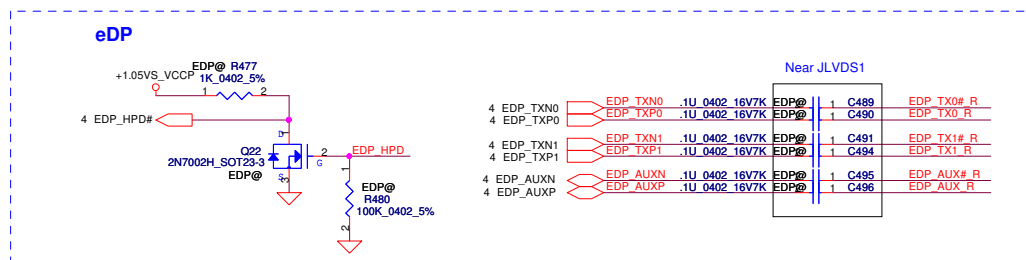 eDP
EDP@ R477
1K_0402_5%
+1.05VS_VCCP
1 2
4 EDP_HPD#
1
D
Q22
2N7002H_SOT23-3
EDP@
2
G
S
3
EDP_HPD
1
EDP@
R480
100K_0402_5%
2
Near JLVDS1
4 EDP_TXN0 EDP_TXN0 .1U_0402_16V7K EDP@ 2 1 C489 EDP_TX0#_R
4 EDP_TXP0 EDP_TXP0 .1U_0402_16V7K EDP@ 2 1 C490 EDP_TX0_R
4 EDP_TXN1 EDP_TXN1 .1U_0402_16V7K EDP@ 2 1 C491 EDP_TX1#_R
4 EDP_TXP1 EDP_TXP1 .1U_0402_16V7K EDP@ 2 1 C494 EDP_TX1_R
4 EDP_AUXN EDP_AUXN .1U_0402_16V7K EDP@ 2 1 C495 EDP_AUX#_R
4 EDP_AUXP EDP_AUXP .1U_0402_16V7K EDP@ 2 1 C496 EDP_AUX_R